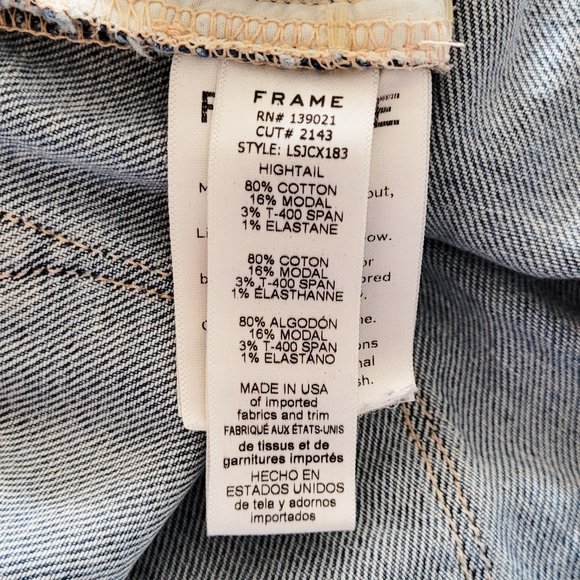 FRAME
RN# 139021
CUT# 2143
STYLE: LSJCX183
HIGHTAIL
80% COTTON
16% MODAL
3% T-400 SPAN
1% ELASTANE
80% COTON
16% MODAL
3% T-400 SPAN
1% ÉLASTHANNE
80% ALGODÓN
16% MODAL
3% T-400 SPAN
1% ELASTANO
MADE IN USA
of imported
fabrics and trim
FABRIQUÉ AUX ÉTATS-UNIS
de tissus et de
garnitures importés
HECHO EN
ESTADOS UNIDOS
de tela y adornos
importados